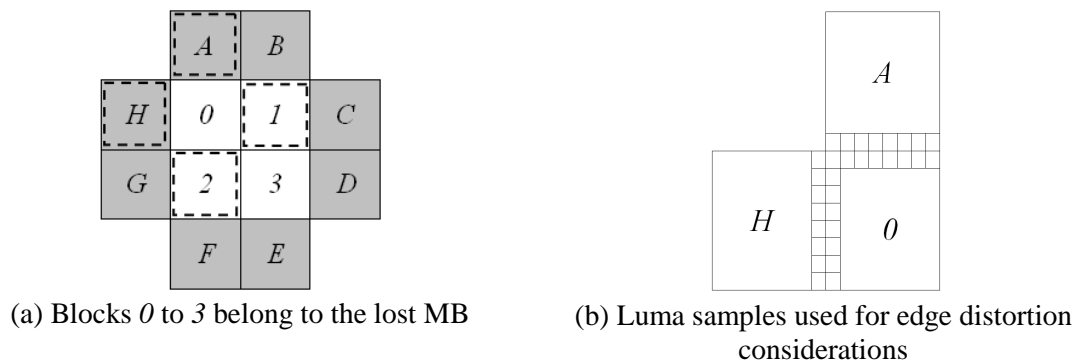 A B
H 0 1 C
G 2 3 D
F E
(a) Blocks 0 to 3 belong to the lost MB
A
H 0
(b) Luma samples used for edge distortion
considerations